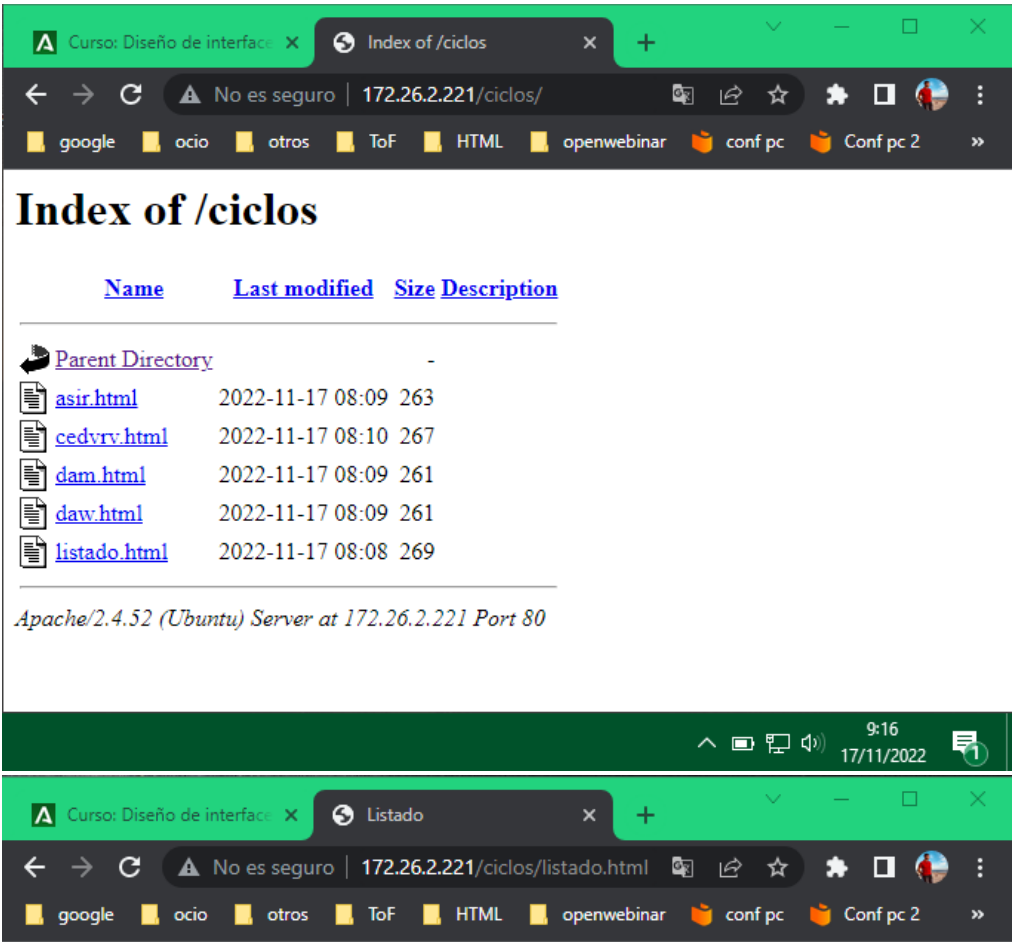 Curso: Diseño de interface
Index of /ciclos
No es seguro | 172.26.2.221/ciclos/
google ocio otros ToF HTML openwebinar conf pc Conf pc 2 »
Index of /ciclos
Name Last modified Size Description
Parent Directory -
asir.html 2022-11-17 08:09 263
cedvrv.html 2022-11-17 08:10 267
dam.html 2022-11-17 08:09 261
daw.html 2022-11-17 08:09 261
listado.html 2022-11-17 08:08 269
Apache/2.4.52 (Ubuntu) Server at 172.26.2.221 Port 80
9:16
17/11/2022
1
Curso: Diseño de interface
Listado
No es seguro | 172.26.2.221/ciclos/listado.html
google ocio otros ToF HTML openwebinar conf pc Conf pc 2 »